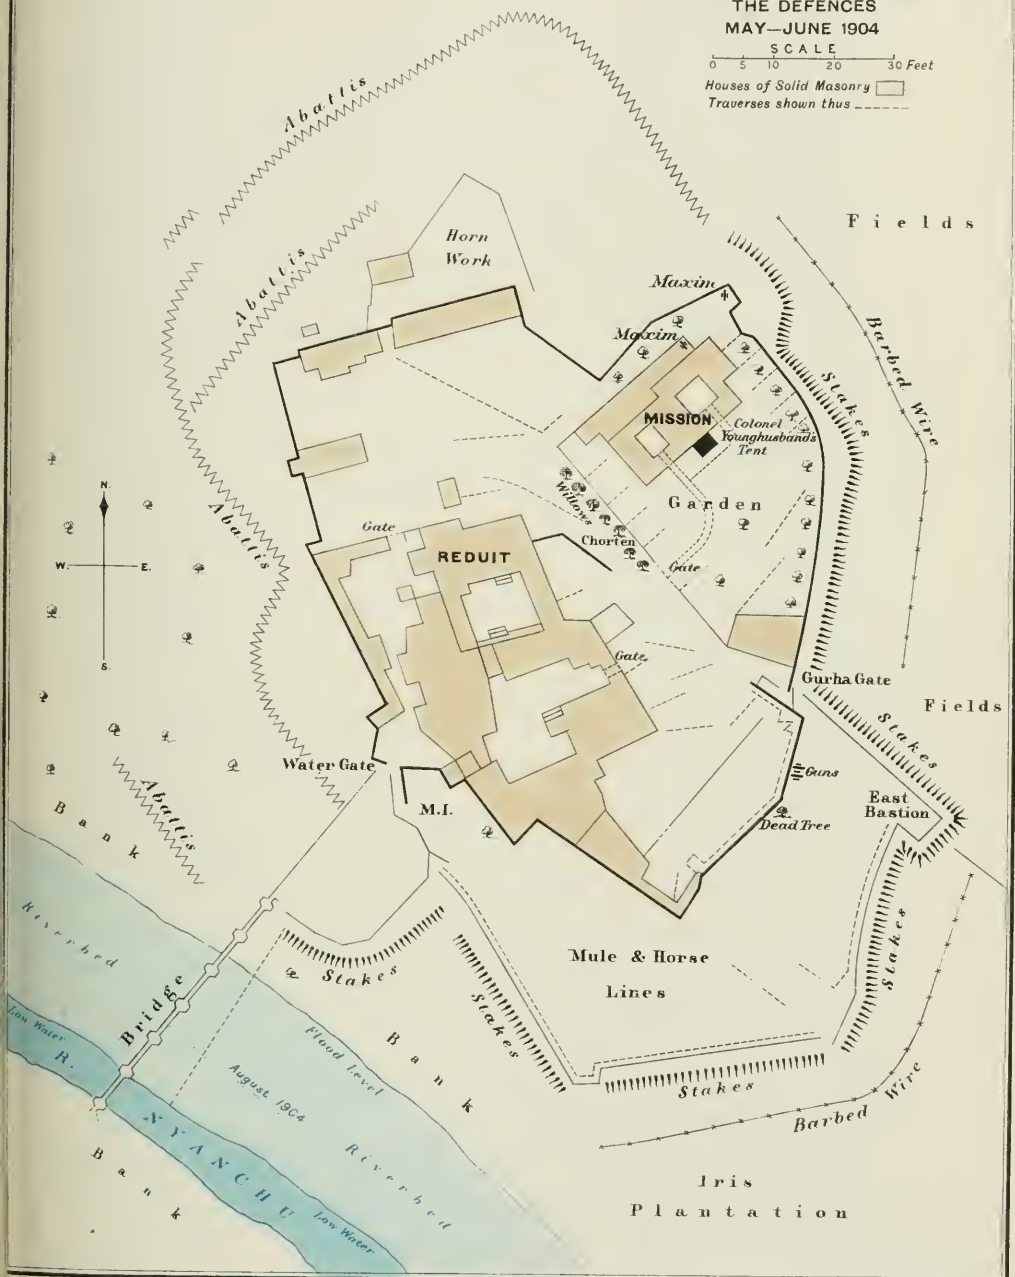 THE DEFENCES
MAY—JUNE 1904
SCALE
0 5 10 20 30 Feet
Houses of Solid Masonry
Traverses shown thus
Abattis
Fields
Horn
Work
Abattis
Maxim
Maxim
Barbed Wire
Stakes
MISSION
Colonel
Younghusband's
Tent
Willows
Garden
N.
W.
E.
S.
Abattis
Gate
REDUIT
Chorten
Gate
Gate
Gurha Gate
Fields
Stakes
Water Gate
M.I.
Guns
East
Bastion
Dead Tree
Abattis
Bank
Riverbed
Stakes
Mule & Horse
Lines
Stakes
Stakes
Bridge
Low Water
R.
NYANCHU
Flood Level
August 1904
Bank
Stakes
Barbed Wire
Riverbed
Bank
Low Water
Iris
Plantation